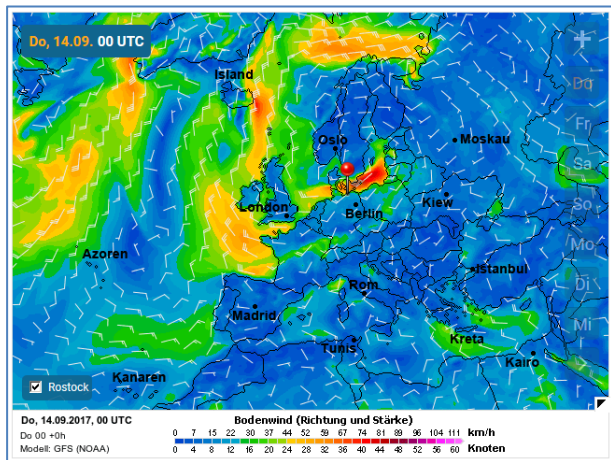 Do, 14.09. 00 UTC
Island
Do
Oslo
Moskau
Fr
Sa
London
Berlin
Kiew
So
Mo
Azoren
Istanbul
Rom
Di
Madrid
Mi
Tunis
Kreta
Kairo
Kanaren
Rostock
Do, 14.09.2017, 00 UTC
Bodenwind (Richtung und Stärke)
Do 00 +0h
0 7 15 22 30 37 44 52 59 67 74 81 89 96 104 111 km/h
Modell: GFS (NOAA)
0 4 8 12 16 20 24 28 32 36 40 44 48 52 56 60 Knoten